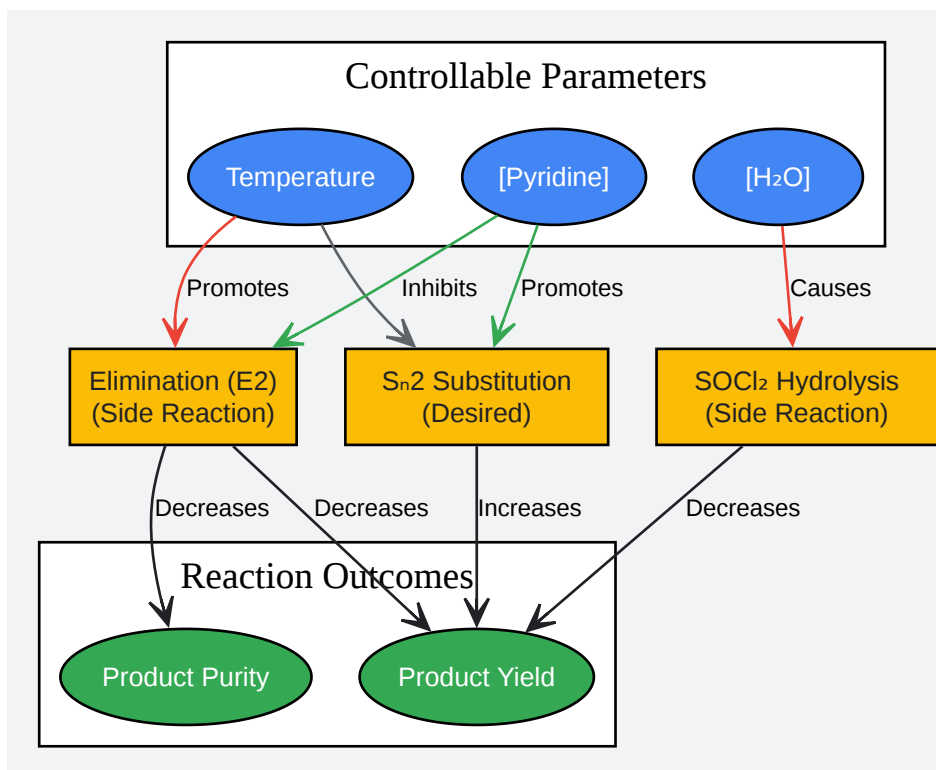 Controllable Parameters
Temperature
[Pyridine]
[H₂O]
Promotes
Inhibits
Promotes
Causes
Elimination (E2)
(Side Reaction)
Sₙ2 Substitution
(Desired)
SOCl₂ Hydrolysis
(Side Reaction)
Decreases
Decreases
Increases
Decreases
Reaction Outcomes
Product Purity
Product Yield